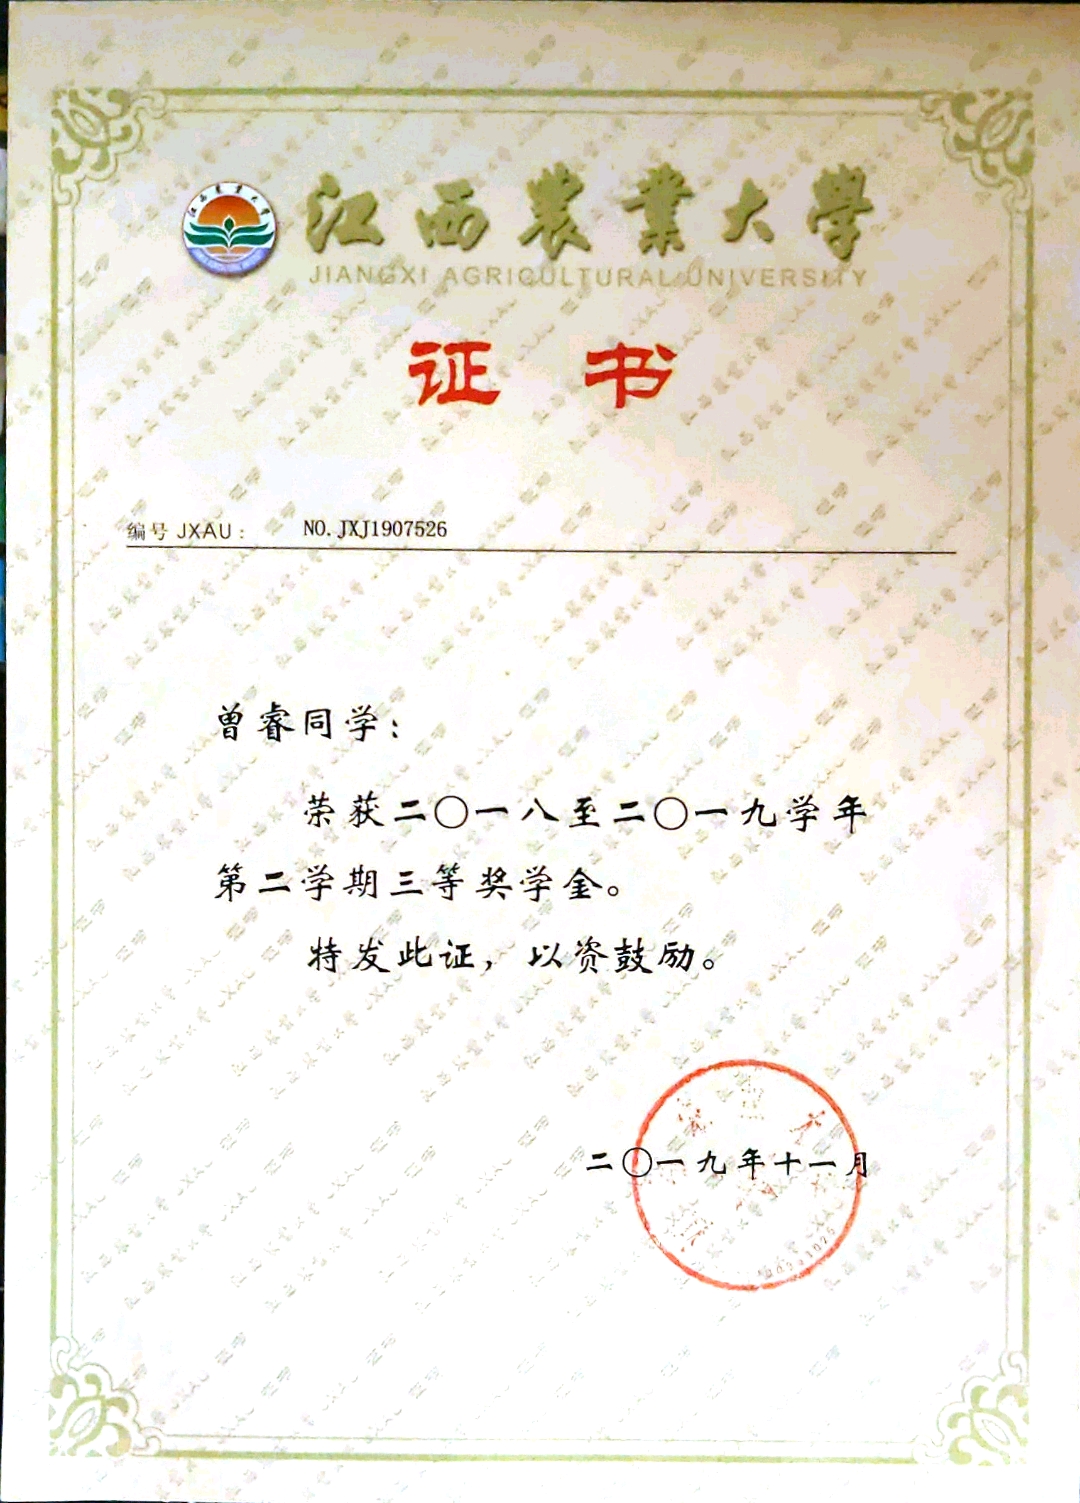 江西农業大學
JIANGXI AGRICULTURAL UNIVERSITY
证书
编号 JXAU： NO.JXJ1907526
曾睿同学：
荣获二〇一八至二〇一九学年
第二学期三等奖学金。
特发此证，以资鼓励。
二〇一九年十一月